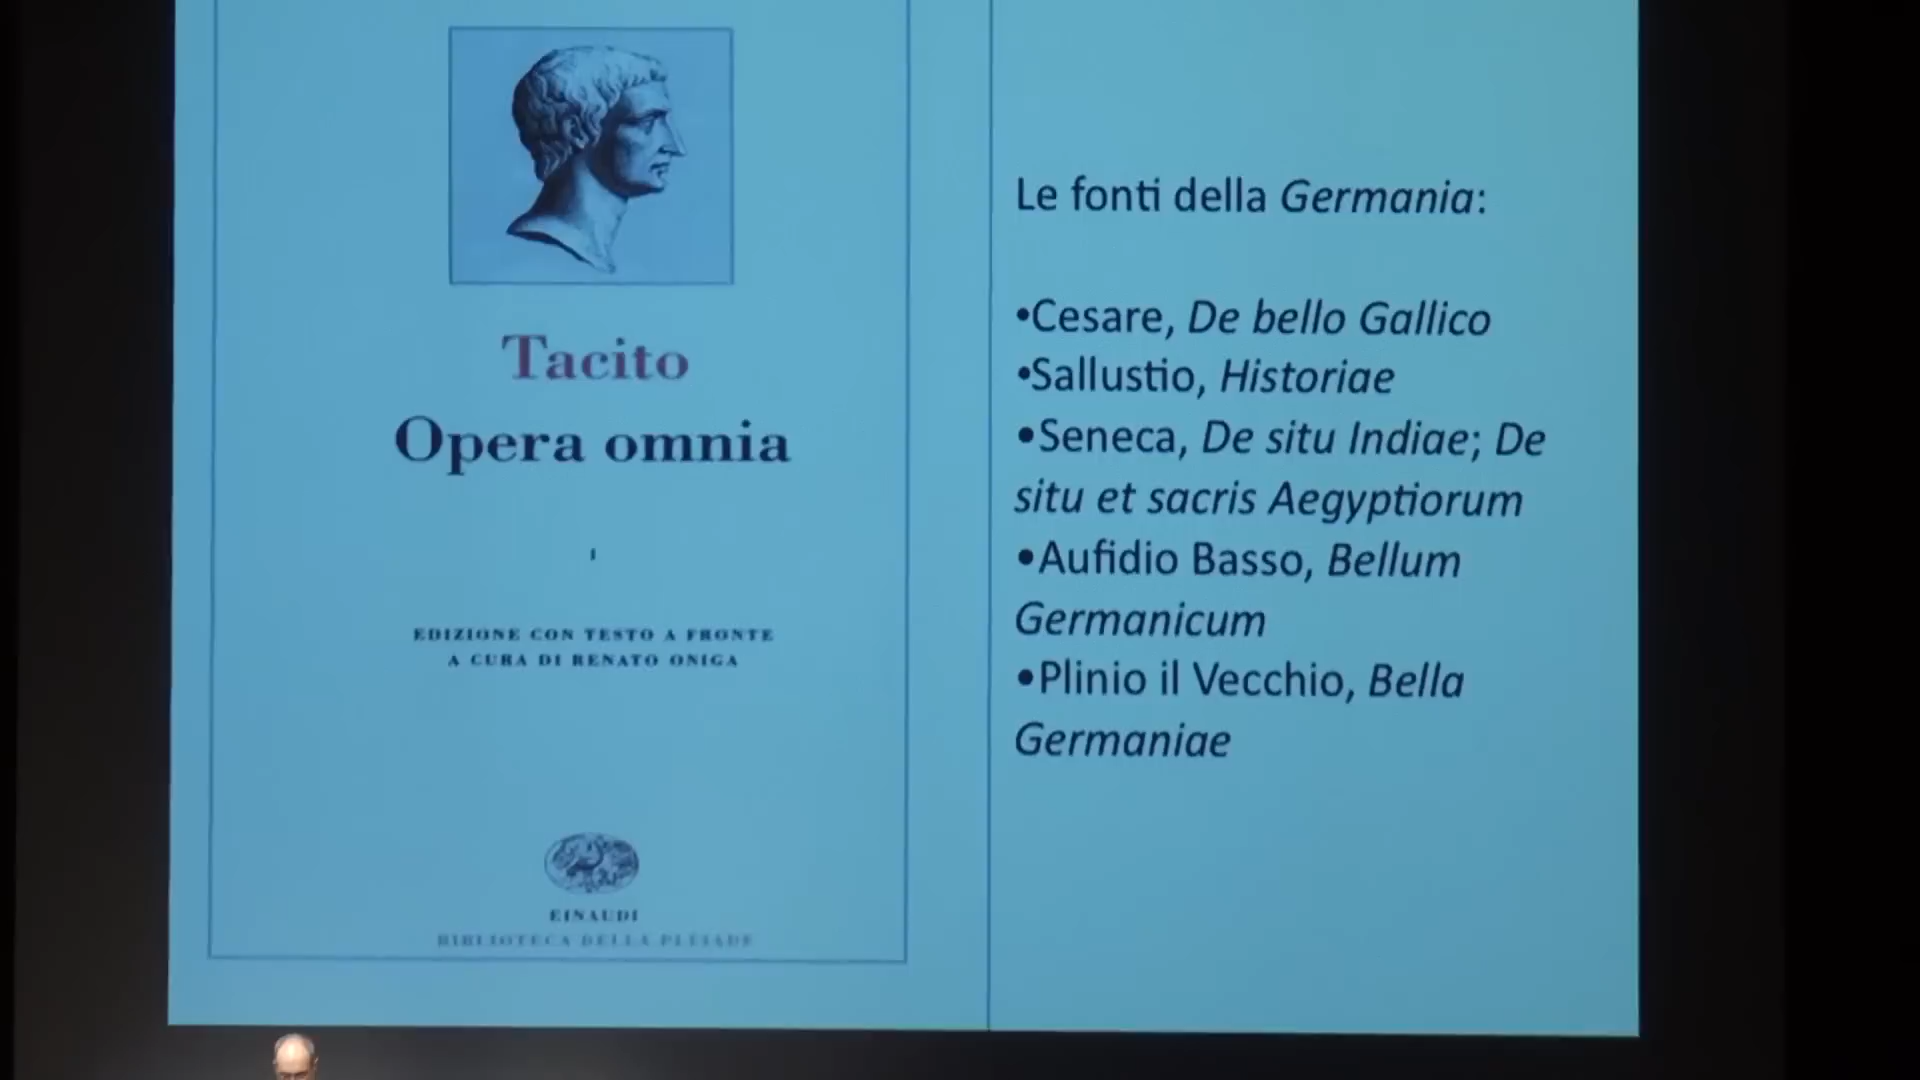 Tacito
Opera omnia
I
EDIZIONE CON TESTO A FRONTE
A CURA DI RENATO ONIGA
EINAUDI
BIBLIOTECA DELLA PLÉIADE
Le fonti della Germania:
•Cesare, De bello Gallico
•Sallustio, Historiae
•Seneca, De situ Indiae; De
situ et sacris Aegyptiorum
•Aufidio Basso, Bellum
Germanicum
•Plinio il Vecchio, Bella
Germaniae